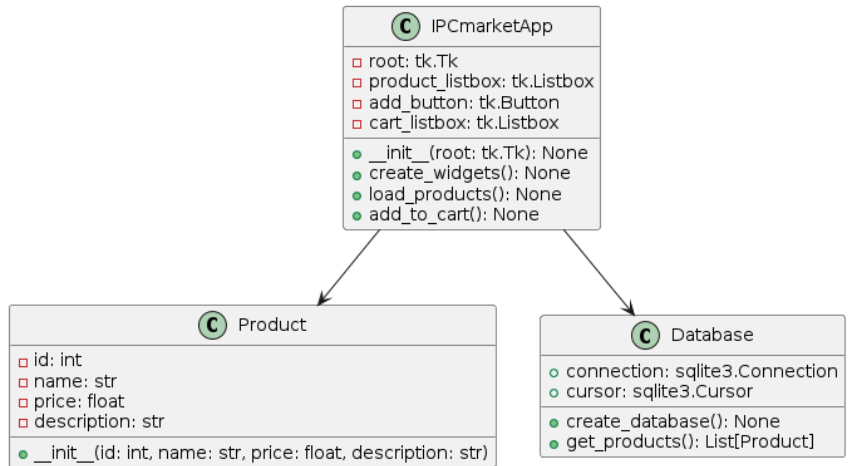 C IPCmarketApp
root: tk.Tk
product_listbox: tk.Listbox
add_button: tk.Button
cart_listbox: tk.Listbox
__init__(root: tk.Tk): None
create_widgets(): None
load_products(): None
add_to_cart(): None
C Product
id: int
name: str
price: float
description: str
__init__(id: int, name: str, price: float, description: str)
C Database
connection: sqlite3.Connection
cursor: sqlite3.Cursor
create_database(): None
get_products(): List[Product]